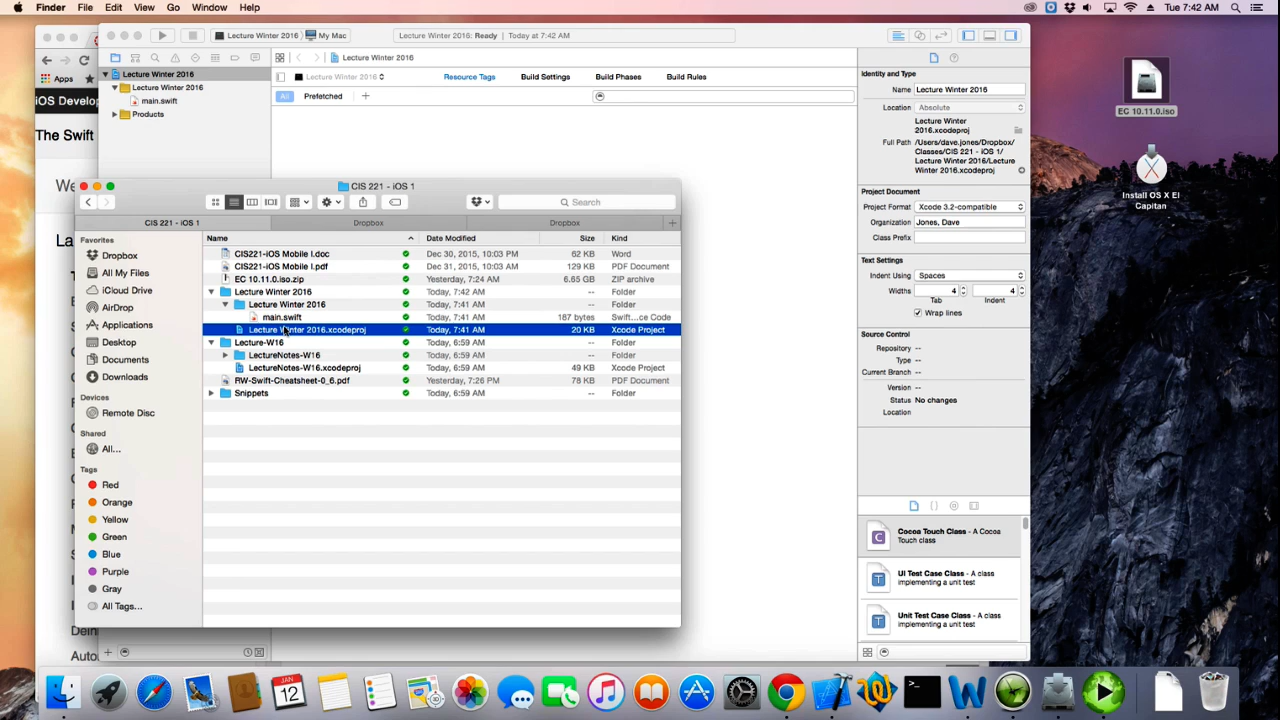 Finder File Edit View Go Window Help Tue 7:42 AM
Lecture Winter 2016 My Mac Lecture Winter 2016: Ready | Today at 7:42 AM
Lecture Winter 2016
Apps
Lecture Winter 2016
Lecture Winter 2016
main.swift
Products
iOS Develop
The Swift
We
La
Lecture Winter 2016 Resource Tags Build Settings Build Phases Build Rules
All Prefetched +
Identity and Type
Name Lecture Winter 2016
Location Absolute
Lecture Winter
2016.xcodeproj
Full Path /Users/dave.jones/Dropbox/
Classes/CIS 221 - iOS 1/
Lecture Winter 2016/Lecture
Winter 2016.xcodeproj
Project Document
Project Format Xcode 3.2-compatible
Organization Jones, Dave
Class Prefix
Text Settings
Indent Using Spaces
Widths 4 4
Tab Indent
Wrap lines
Source Control
Repository --
Type --
Current Branch --
Version --
Status No changes
Location
Cocoa Touch Class - A Cocoa
Touch class
UI Test Case Class - A class
implementing a unit test
Unit Test Case Class - A class
implementing a unit test
CIS 221 - iOS 1
Search
CIS 221 - iOS 1 Dropbox Dropbox +
Favorites
Dropbox
All My Files
iCloud Drive
AirDrop
Applications
Desktop
Documents
Downloads
Devices
Remote Disc
Shared
All...
Tags
Red
Orange
Yellow
Green
Blue
Purple
Gray
All Tags...
Name Date Modified Size Kind
CIS221-iOS Mobile I.doc Dec 30, 2015, 10:03 PM 62 KB Word
CIS221-iOS Mobile I.pdf Dec 31, 2015, 10:03 AM 129 KB PDF Document
EC 10.11.0.iso.zip Yesterday, 7:24 AM 6.65 GB ZIP archive
Lecture Winter 2016 Today, 7:42 AM -- Folder
Lecture Winter 2016 Today, 7:41 AM -- Folder
main.swift Today, 7:41 AM 187 bytes Swift...ce Code
Lecture Winter 2016.xcodeproj Today, 7:41 AM 20 KB Xcode Project
Lecture-W16 Today, 6:59 AM -- Folder
LectureNotes-W16 Today, 6:59 AM -- Folder
LectureNotes-W16.xcodeproj Today, 6:59 AM 49 KB Xcode Project
RW-Swift-Cheatsheet-0_6.pdf Yesterday, 7:26 PM 78 KB PDF Document
Snippets Today, 6:59 AM -- Folder
Dein
Auto
EC 10.11.0.iso
Install OS X El
Capitan
JAN
12